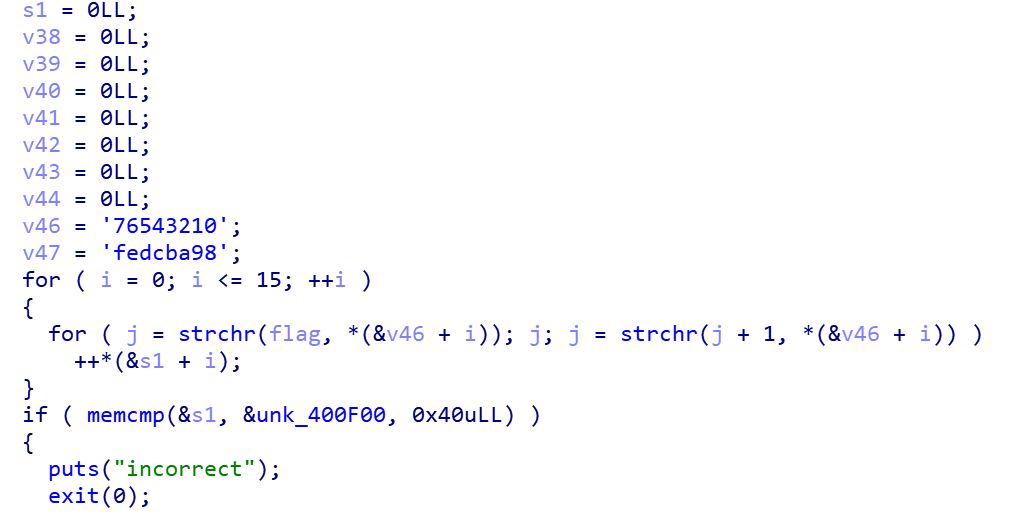 s1 = 0LL;
v38 = 0LL;
v39 = 0LL;
v40 = 0LL;
v41 = 0LL;
v42 = 0LL;
v43 = 0LL;
v44 = 0LL;
v46 = '76543210';
v47 = 'fedcba98';
for ( i = 0; i <= 15; ++i )
{
  for ( j = strchr(flag, *(&v46 + i)); j; j = strchr(j + 1, *(&v46 + i)) )
    ++*(&s1 + i);
}
if ( memcmp(&s1, &unk_400F00, 0x40uLL) )
{
  puts("incorrect");
  exit(0);